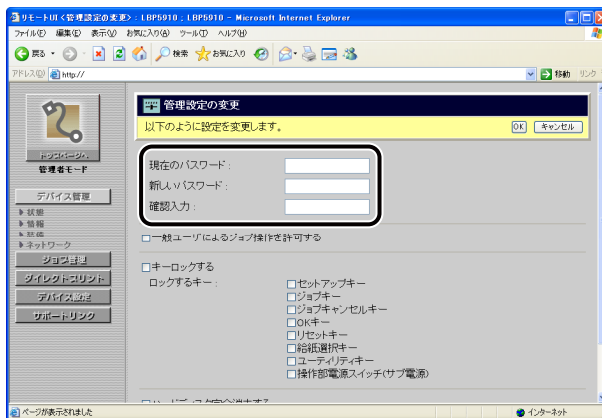 リモートUI <管理設定の変更> : LBP5910 ; LBP5910 - Microsoft Internet Explorer
ファイル(F) 編集(E) 表示(V) お気に入り(A) ツール(T) ヘルプ(H)
戻る 検索 お気に入り
アドレス(D) http:// 移動 リンク
トップページへ
管理者モード
デバイス管理
状態
情報
ネットワーク
ジョブ管理
ダイレクトプリント
デバイス設定
サポートリンク
管理設定の変更
以下のように設定を変更します。 OK キャンセル
現在のパスワード :
新しいパスワード :
確認入力 :
一般ユーザによるジョブ操作を許可する
キーロックする
ロックするキー :
セットアップキー
ジョブキー
ジョブキャンセルキー
OKキー
リセットキー
給紙選択キー
ユーティリティキー
操作部電源スイッチ(サブ電源)
ページが表示されました インターネット